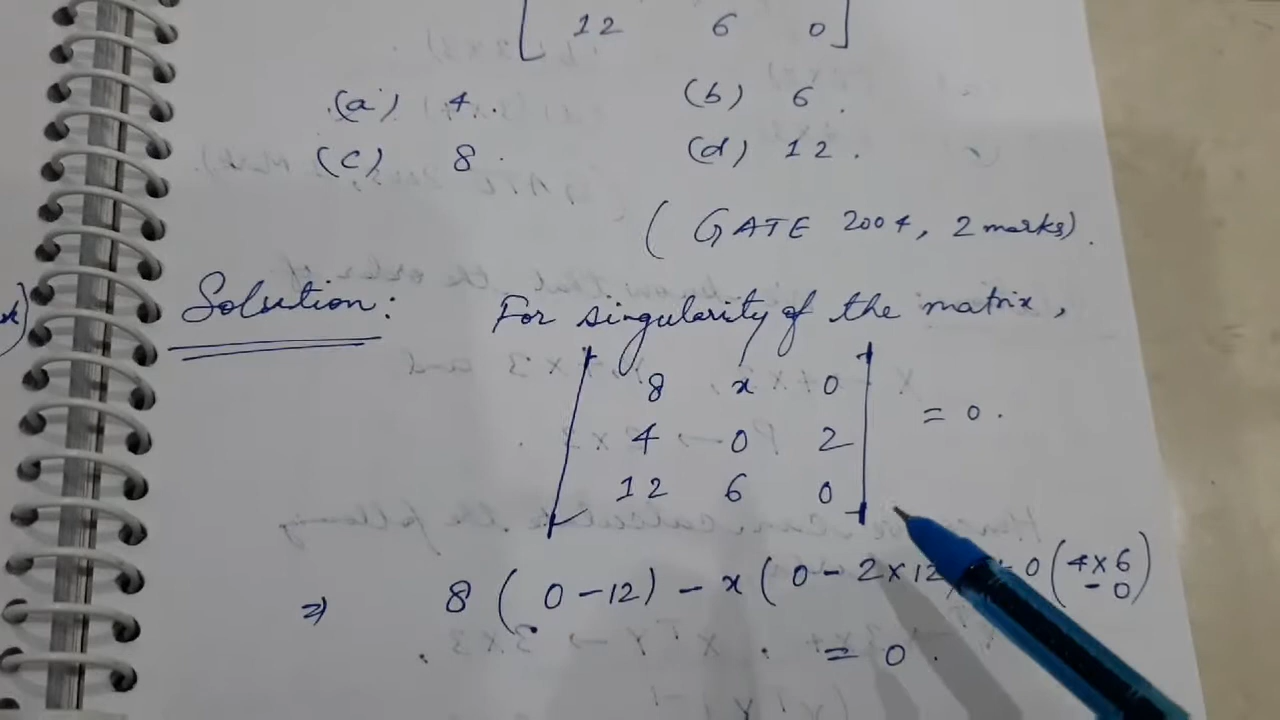 12 6 0
(a) 4. (b) 6.
(c) 8. (d) 12.
(GATE 2004, 2 marks).
Solution: For singularity of the matrix,
8 x 0
4 0 2 = 0.
12 6 0
⇒ 8 (0-12) - x (0 - 2×12 0 (4×6
- 0)
= 0.